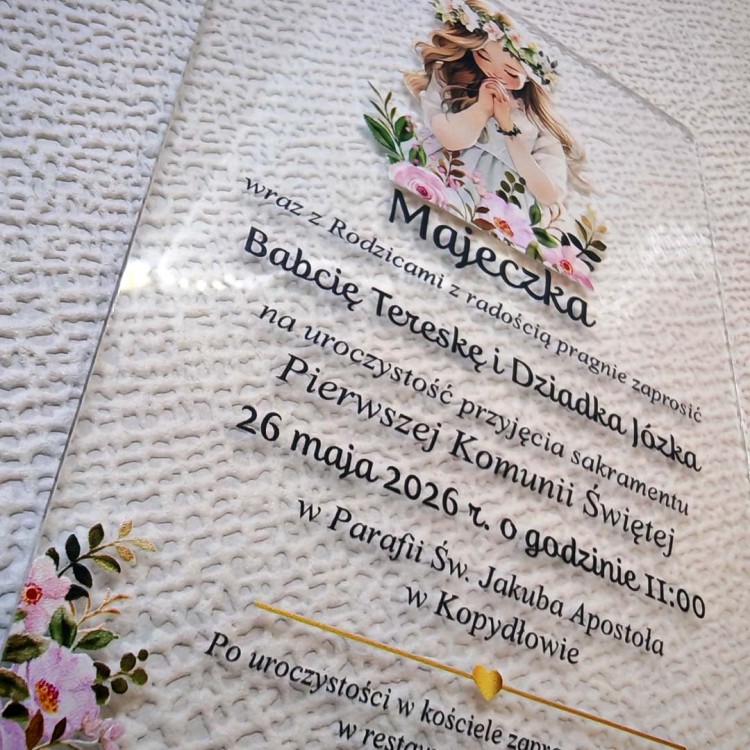 Majeczka
wraz z Rodzicami z radością pragnie zaprosić
Babcię Tereskę i Dziadka Józka
na uroczystość przyjęcia sakramentu
Pierwszej Komunii Świętej
26 maja 2026 r. o godzinie 11:00
w Parafii Św. Jakuba Apostoła
w Kopydłowie
Po uroczystości w kościele
w